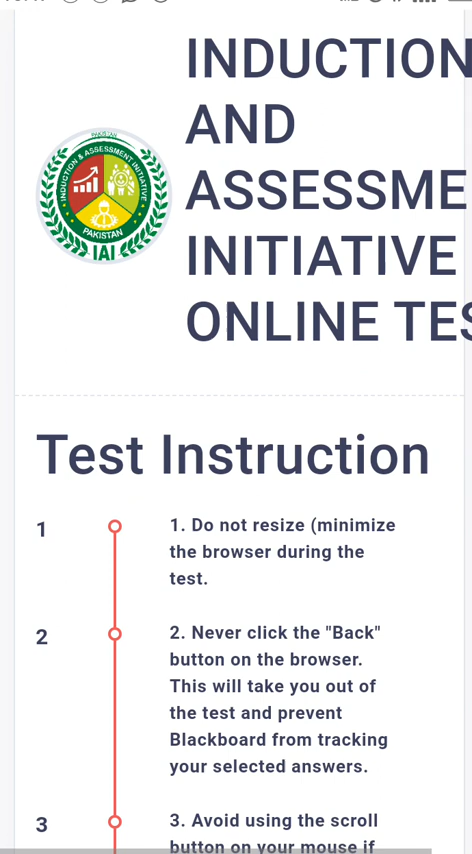 PAKISTAN
INDUCTION & ASSESSMENT INITIATIVE
PAKISTAN
IAI
INDUCTION
AND
ASSESSME
INITIATIVE
ONLINE TES
Test Instruction
1
1. Do not resize (minimize
the browser during the
test.
2
2. Never click the "Back"
button on the browser.
This will take you out of
the test and prevent
Blackboard from tracking
your selected answers.
3
3. Avoid using the scroll
button on your mouse if